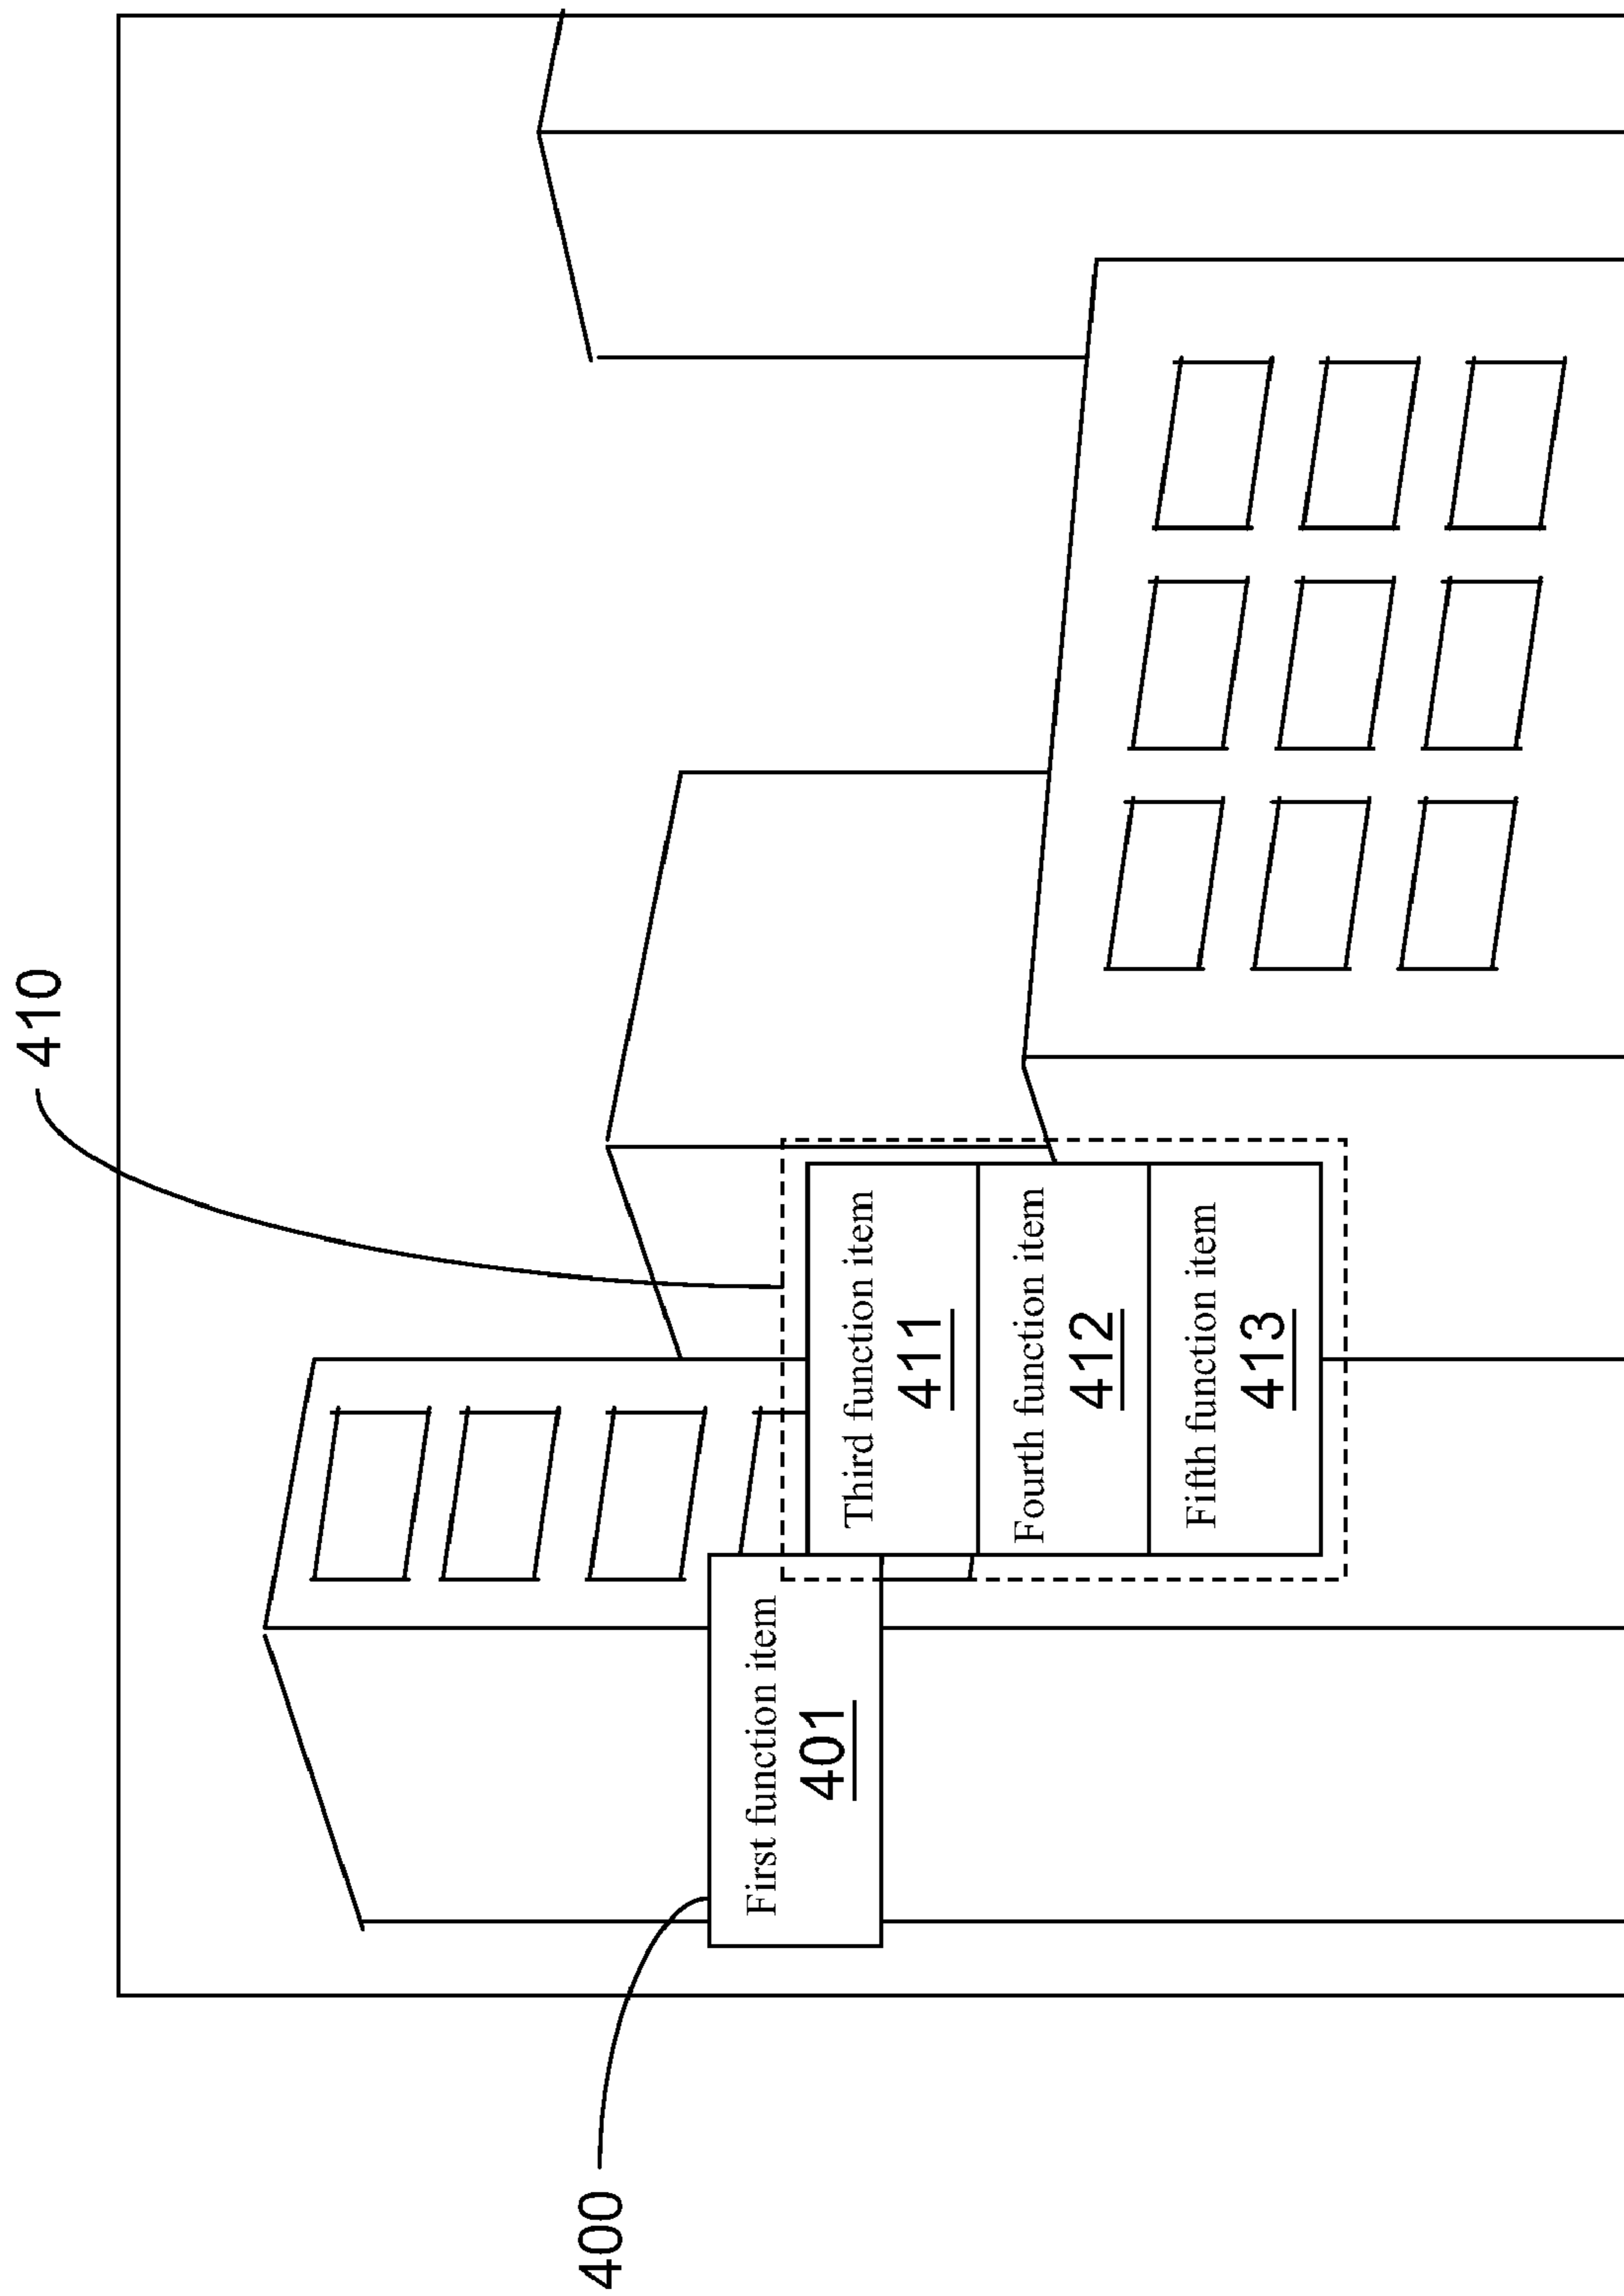 410
400
First function item
401
Third function item
411
Fourth function item
412
Fifth function item
413